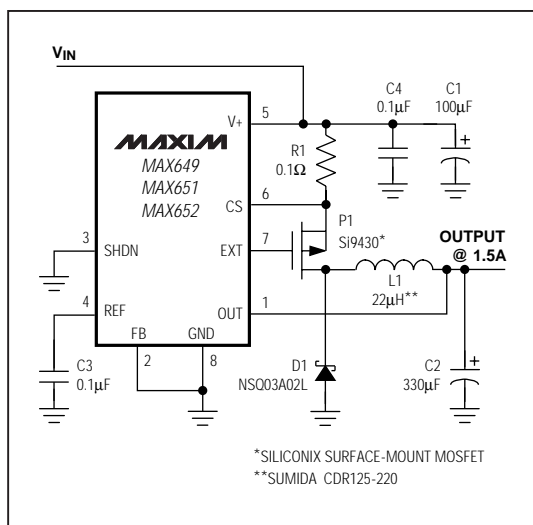 VIN
C4
0.1µF
C1
100µF
+
5
V+
MAXIM
MAX649
MAX651
MAX652
R1
0.1Ω
6
CS
P1
Si9430*
3
SHDN
EXT
7
OUTPUT
@ 1.5A
L1
22µH**
4
REF
OUT
1
FB
GND
2
8
C3
0.1µF
D1
NSQ03A02L
+
C2
330µF
*SILICONIX SURFACE-MOUNT MOSFET
**SUMIDA CDR125-220